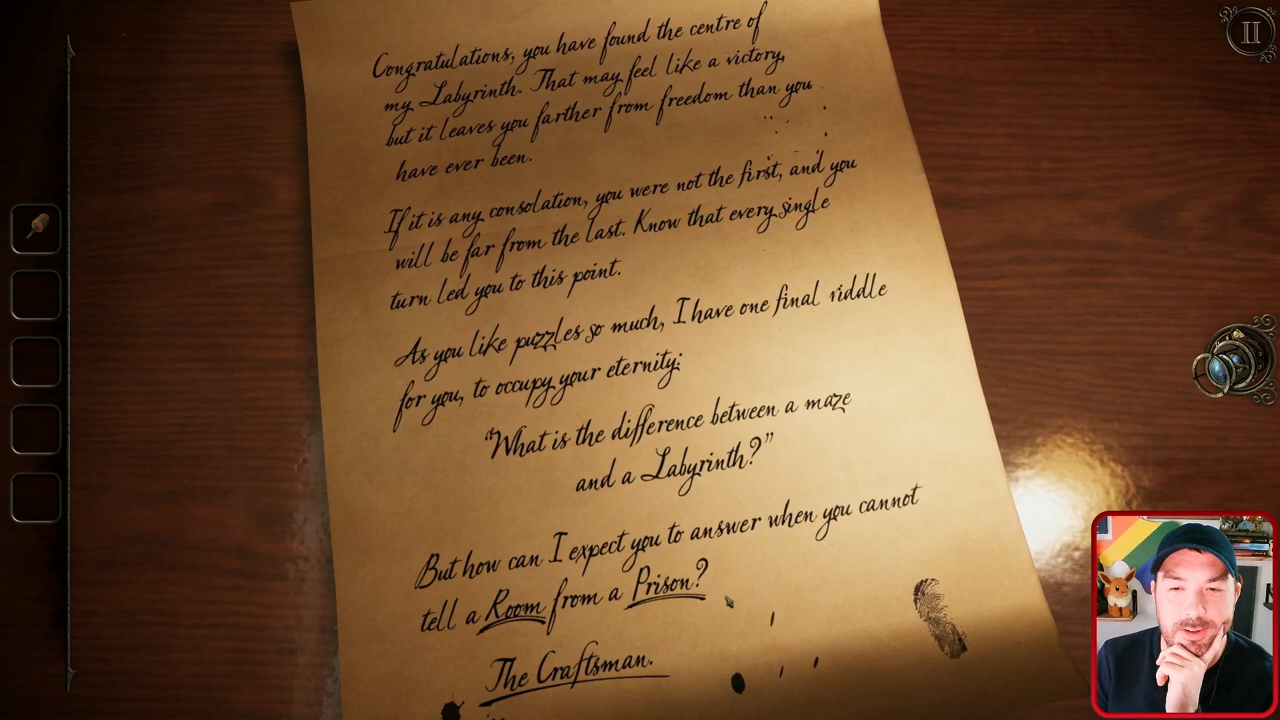 Congratulations, you have found the centre of
my Labyrinth. That may feel like a victory,
but it leaves you farther from freedom than you
have ever been.
If it is any consolation, you were not the first, and you
will be far from the last. Know that every single
turn led you to this point.
As you like puzzles so much, I have one final riddle
for you, to occupy your eternity:
"What is the difference between a maze
and a Labyrinth?"
But how can I expect you to answer when you cannot
tell a Room from a Prison?
The Craftsman.
II